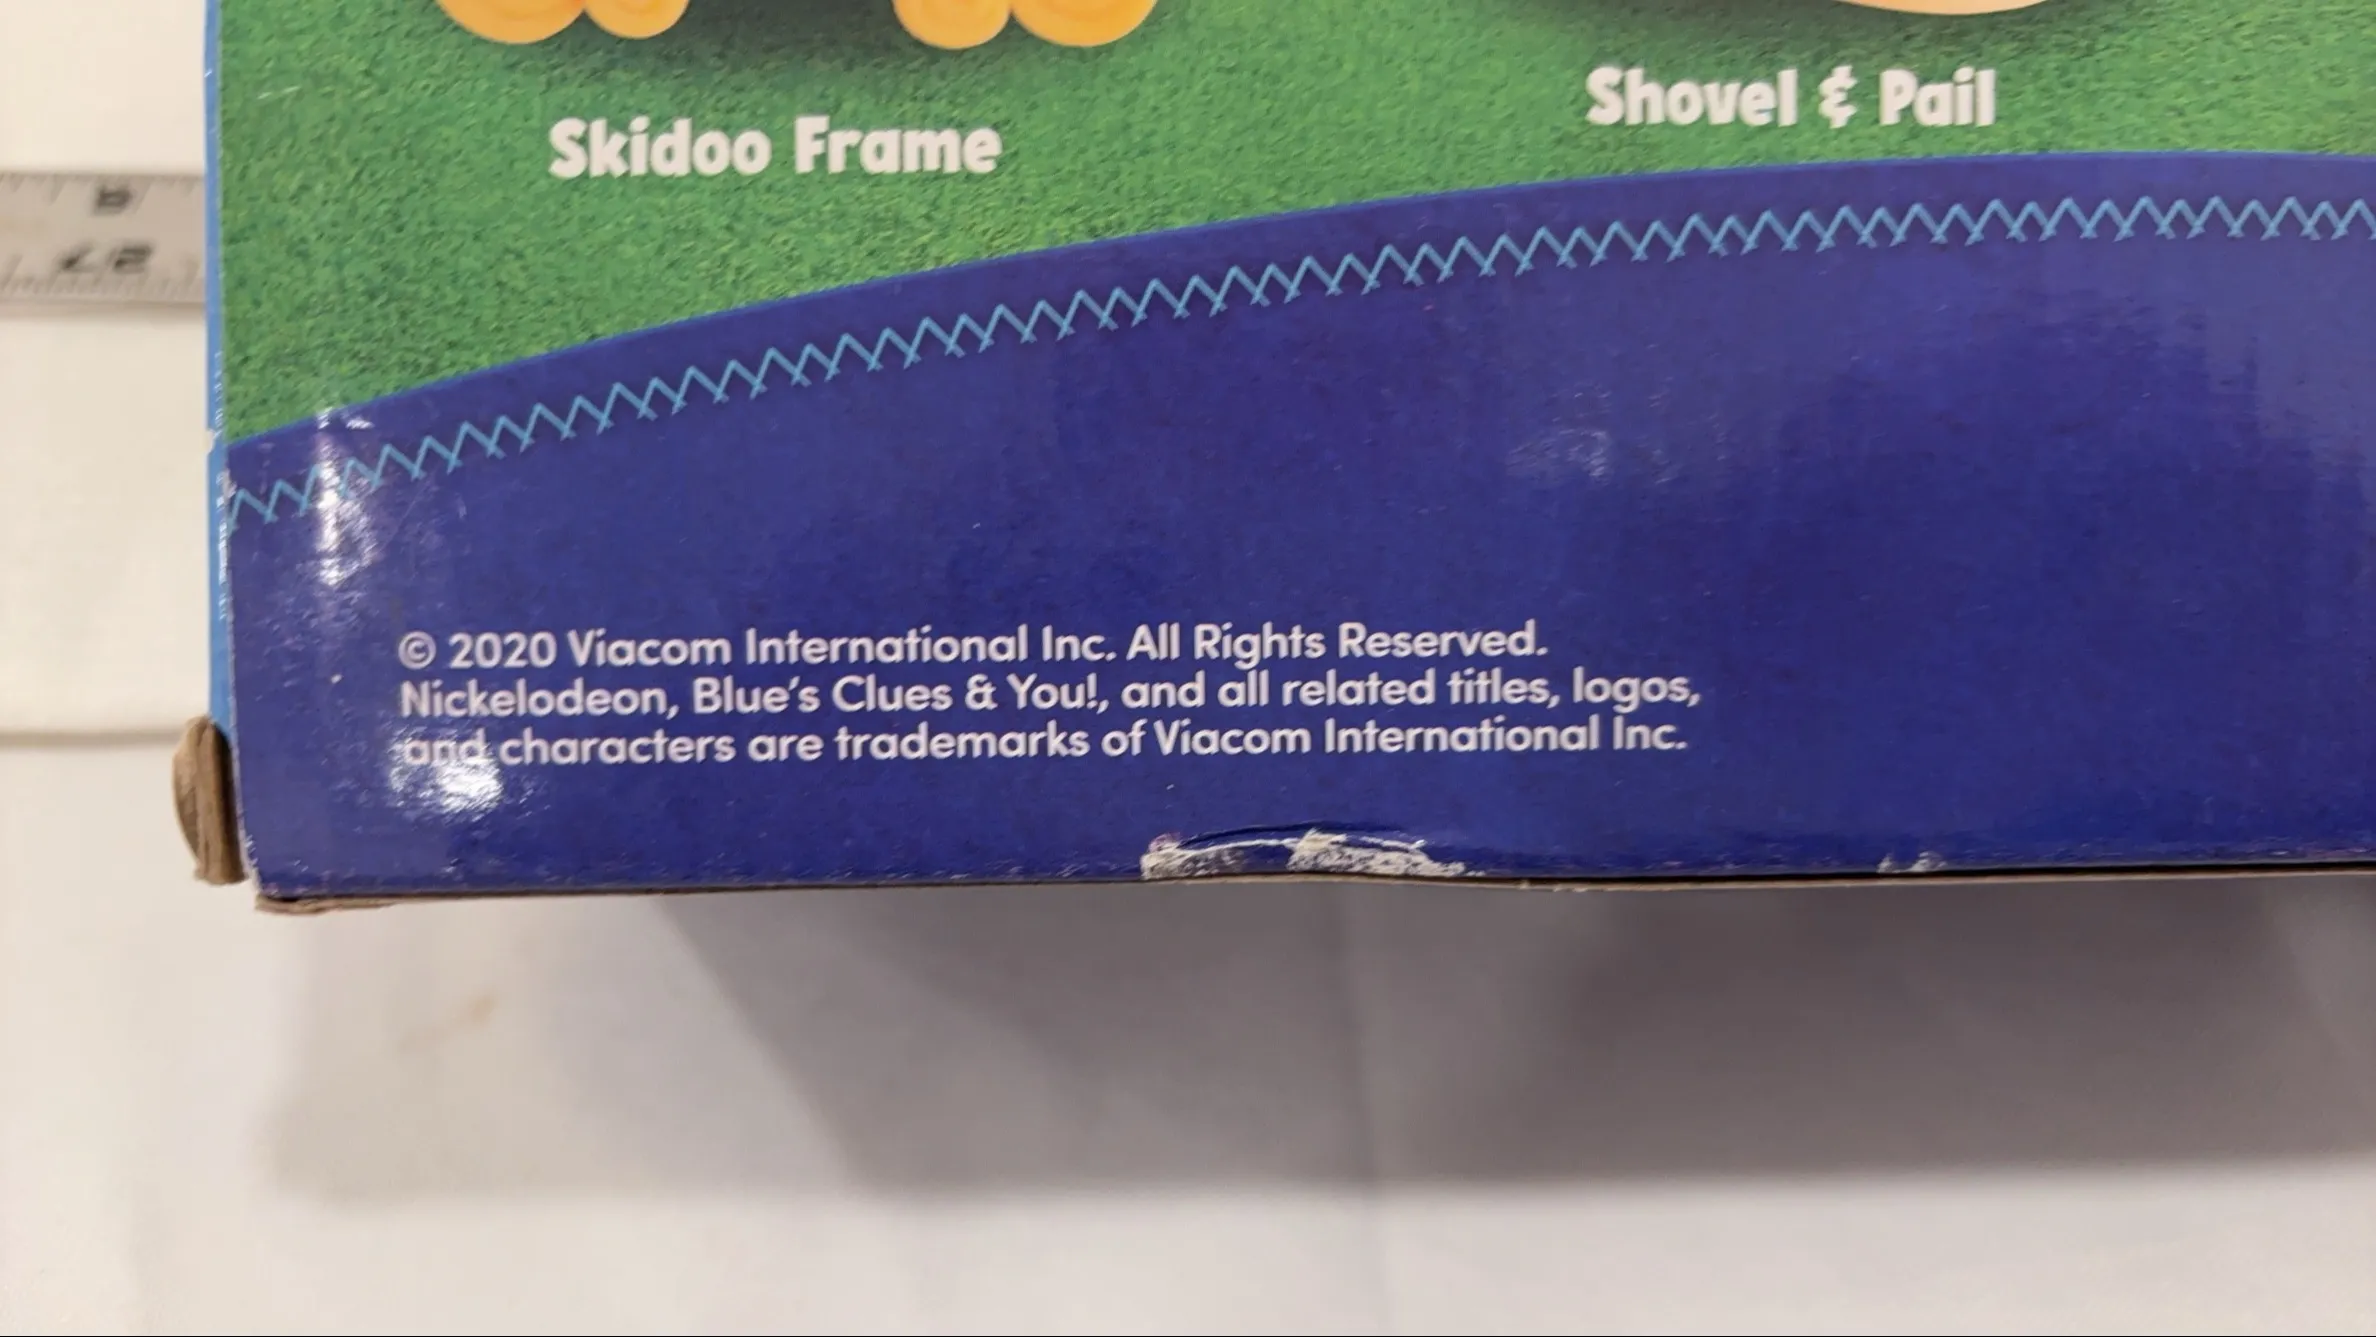 Skidoo Frame
Shovel & Pail
© 2020 Viacom International Inc. All Rights Reserved.
Nickelodeon, Blue's Clues & You!, and all related titles, logos,
and characters are trademarks of Viacom International Inc.